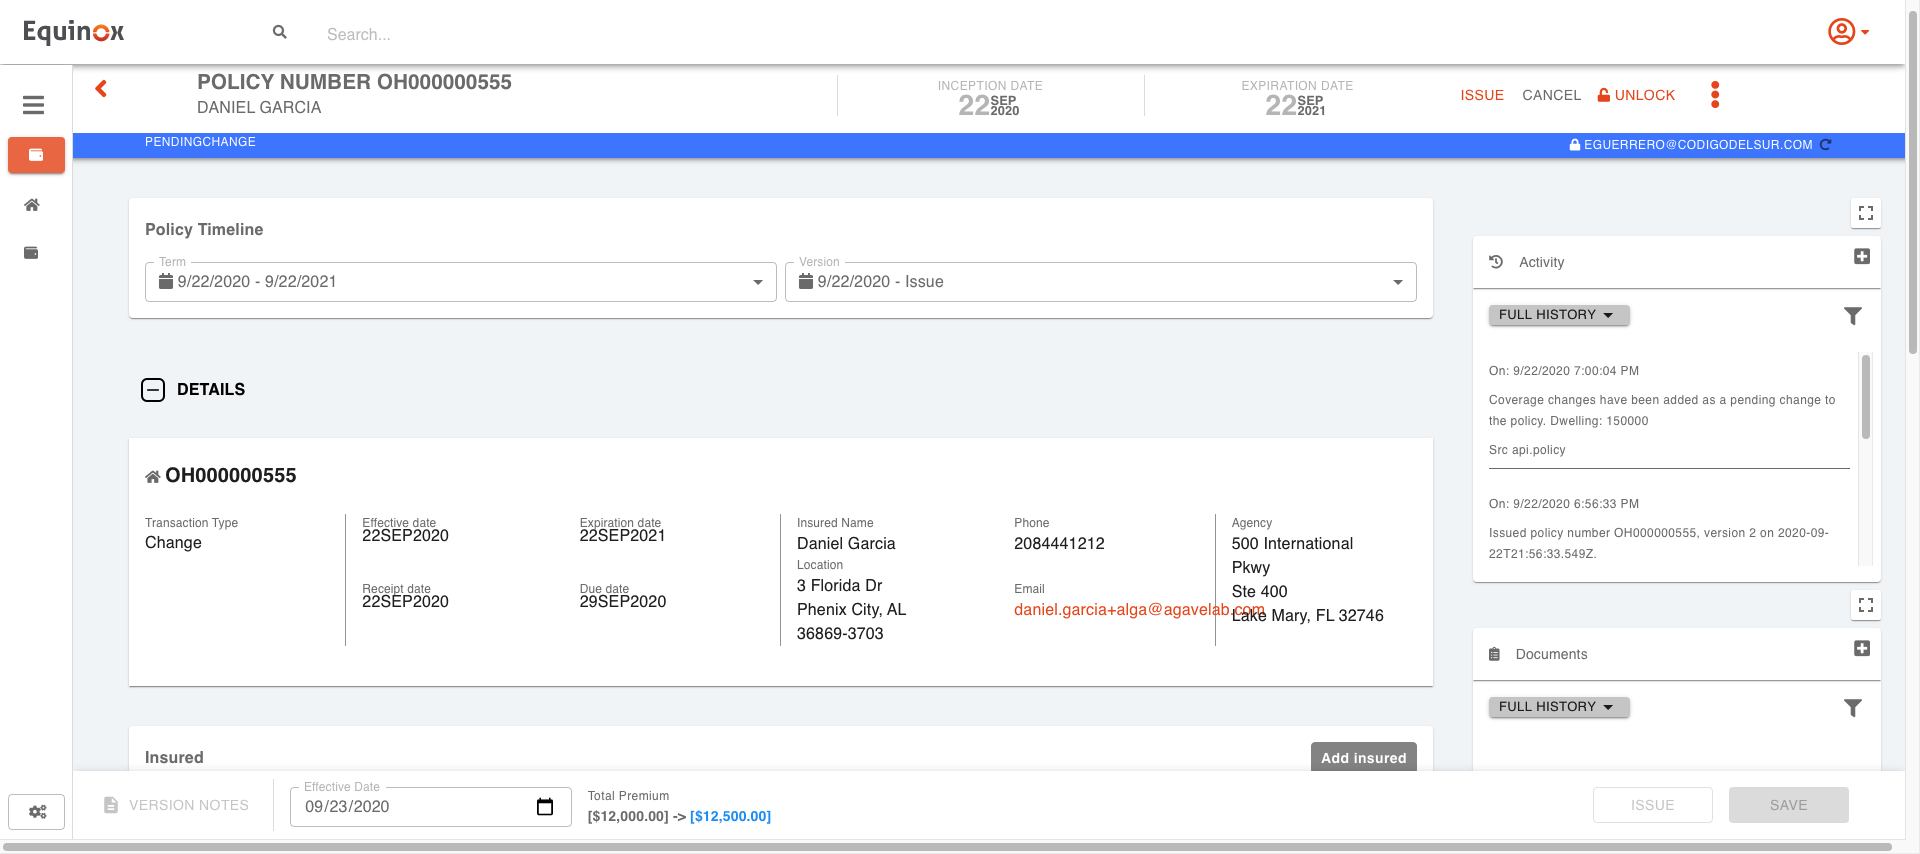 Equinox
Search...
POLICY NUMBER OH000000555
DANIEL GARCIA
INCEPTION DATE
22 SEP 2020
EXPIRATION DATE
22 SEP 2021
ISSUE CANCEL UNLOCK
PENDINGCHANGE
EGUERRERO@CODIGODELSUR.COM
Policy Timeline
Term
9/22/2020 - 9/22/2021
Version
9/22/2020 - Issue
DETAILS
OH000000555
Transaction Type
Change
Effective date
22SEP2020
Expiration date
22SEP2021
Receipt date
22SEP2020
Due date
29SEP2020
Insured Name
Daniel Garcia
Location
3 Florida Dr
Phenix City, AL
36869-3703
Phone
2084441212
Email
daniel.garcia+alga@agavelab.com
Agency
500 International
Pkwy
Ste 400
Lake Mary, FL 32746
Insured
Add insured
Activity
FULL HISTORY
On: 9/22/2020 7:00:04 PM
Coverage changes have been added as a pending change to
the policy. Dwelling: 150000
Src api.policy
On: 9/22/2020 6:56:33 PM
Issued policy number OH000000555, version 2 on 2020-09-
22T21:56:33.549Z.
Documents
FULL HISTORY
VERSION NOTES
Effective Date
09/23/2020
Total Premium
[$12,000.00] -> [$12,500.00]
ISSUE
SAVE